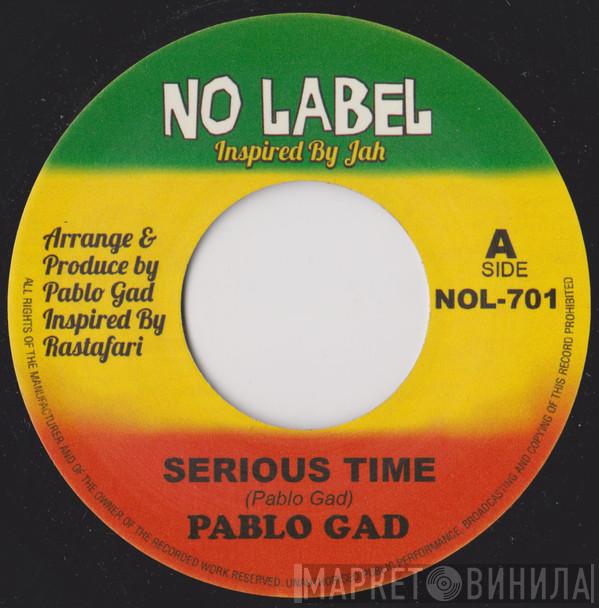 NO LABEL
Inspired By Jah
Arrange &
Produce by
Pablo Gad
Inspired By
Rastafari
A
SIDE
NOL-701
SERIOUS TIME
(Pablo Gad)
PABLO GAD
ALL RIGHTS OF THE MANUFACTURER AND OF THE OWNER OF THE RECORDED WORK RESERVED. UNAUTHORISED PUBLIC PERFORMANCE, BROADCASTING AND COPYING OF THIS RECORD PROHIBITED
МАРКЕТ ВИНИЛА